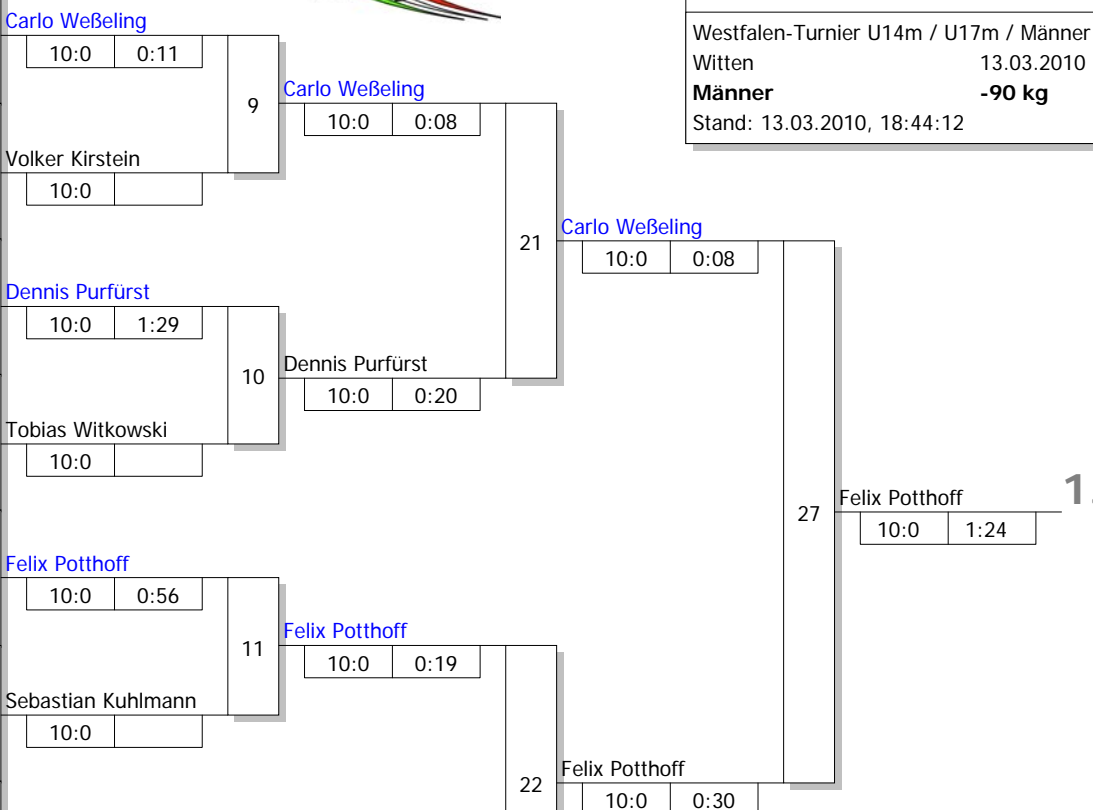 Westfalen-Turnier U14m / U17m / Männer
Witten 13.03.2010
Männer -90 kg
Stand: 13.03.2010, 18:44:12
Carlo Weßeling
10:0 0:11
9
Volker Kirstein
10:0
Carlo Weßeling
10:0 0:08
Dennis Purfürst
10:0 1:29
10
Tobias Witkowski
10:0
Dennis Purfürst
10:0 0:20
21
Carlo Weßeling
10:0 0:08
Felix Potthoff
10:0 0:56
11
Sebastian Kuhlmann
10:0
Felix Potthoff
10:0 0:19
22
Felix Potthoff
10:0 0:30
27
Felix Potthoff
10:0 1:24
1.